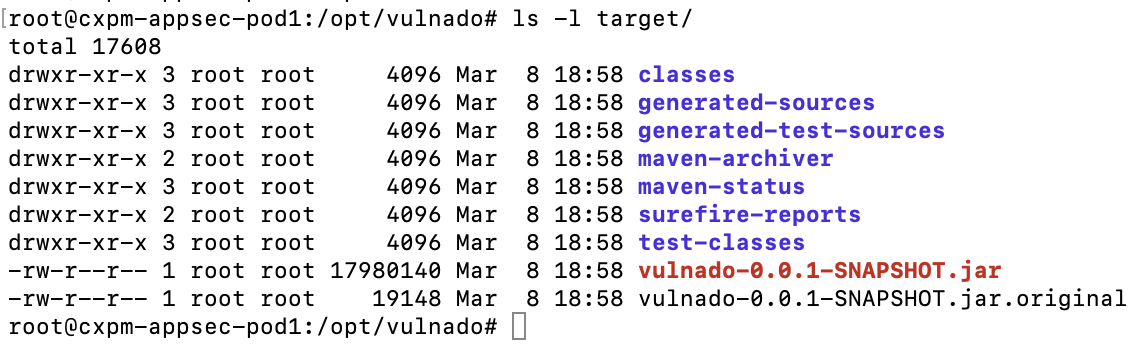 [root@cxpm-appsec-pod1:/opt/vulnado# ls -l target/
total 17608
drwxr-xr-x 3 root root     4096 Mar  8 18:58 classes
drwxr-xr-x 3 root root     4096 Mar  8 18:58 generated-sources
drwxr-xr-x 3 root root     4096 Mar  8 18:58 generated-test-sources
drwxr-xr-x 2 root root     4096 Mar  8 18:58 maven-archiver
drwxr-xr-x 3 root root     4096 Mar  8 18:58 maven-status
drwxr-xr-x 2 root root     4096 Mar  8 18:58 surefire-reports
drwxr-xr-x 3 root root     4096 Mar  8 18:58 test-classes
-rw-r--r-- 1 root root 17980140 Mar  8 18:58 vulnado-0.0.1-SNAPSHOT.jar
-rw-r--r-- 1 root root    19148 Mar  8 18:58 vulnado-0.0.1-SNAPSHOT.jar.original
root@cxpm-appsec-pod1:/opt/vulnado#